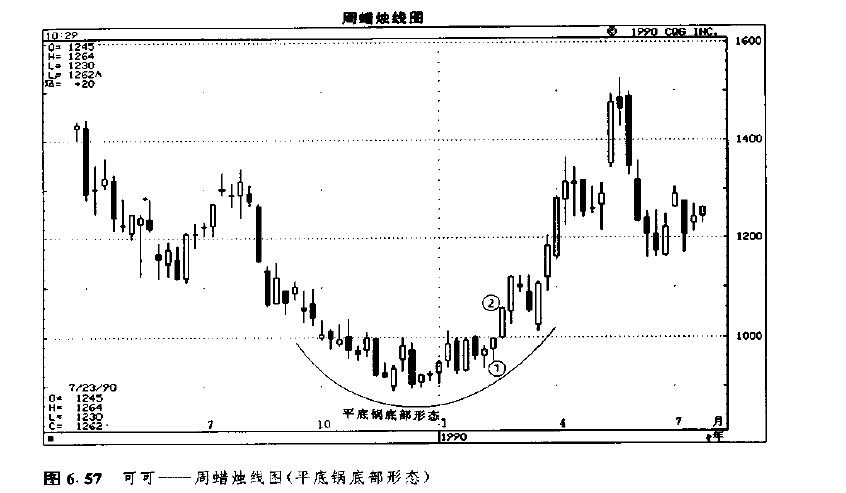 周蜡烛线图
10:29
© 1990 CQG INC.
O= 1245
H= 1264
L= 1230
L= 1262^
+20
1600
1400
1200
1000
②
①
平底锅底部形态
7/23/90
O= 1245
H= 1264
L= 1230
C= 1262
7 10 1 4 7 月
1990 年
图 6.57 可可——周蜡烛线图(平底锅底部形态)